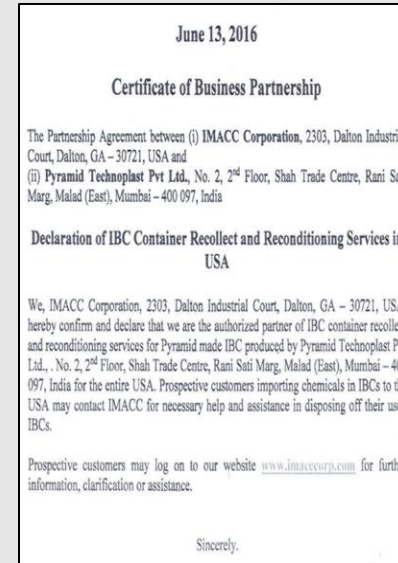 June 13, 2016
Certificate of Business Partnership
The Partnership Agreement between (i) IMACC Corporation, 2303, Dalton Industri
Court, Dalton, GA – 30721, USA and
(ii) Pyramid Technoplast Pvt Ltd., No. 2, 2nd Floor, Shah Trade Centre, Rani Sa
Marg, Malad (East), Mumbai – 400 097, India
Declaration of IBC Container Recollect and Reconditioning Services in
USA
We, IMACC Corporation, 2303, Dalton Industrial Court, Dalton, GA – 30721, USA
hereby confirm and declare that we are the authorized partner of IBC container recolle
and reconditioning services for Pyramid made IBC produced by Pyramid Technoplast P
Ltd., . No. 2, 2nd Floor, Shah Trade Centre, Rani Sati Marg, Malad (East), Mumbai – 40
097, India for the entire USA. Prospective customers importing chemicals in IBCs to th
USA may contact IMACC for necessary help and assistance in disposing off their use
IBCs.
Prospective customers may log on to our website www.imacccorp.com for furth
information, clarification or assistance.
Sincerely.